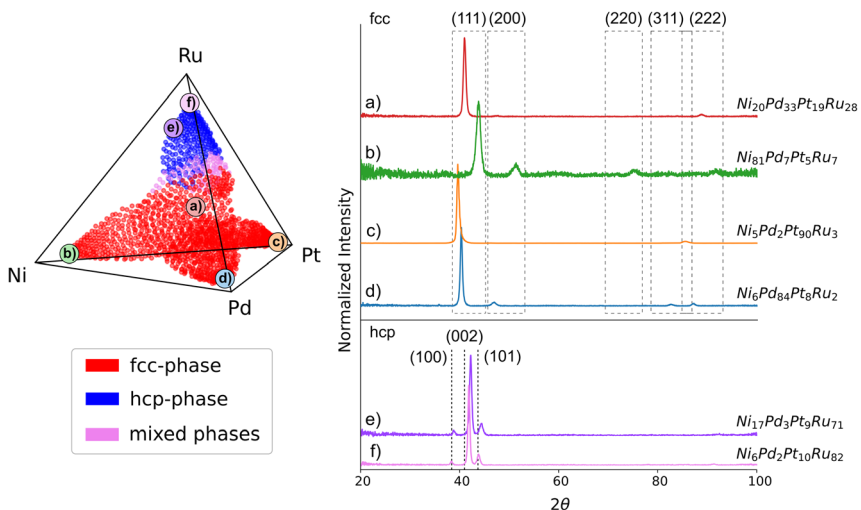 Ru
f)
e)
a)
b)
c)
d)
Ni
Pt
Pd
fcc-phase
hcp-phase
mixed phases
Normalized Intensity
fcc
(111) (200) (220) (311) (222)
a) Ni20Pd33Pt19Ru28
b) Ni81Pd7Pt5Ru7
c) Ni5Pd2Pt90Ru3
d) Ni6Pd84Pt8Ru2
hcp
(002)
(100) (101)
e) Ni17Pd3Pt9Ru71
f) Ni6Pd2Pt10Ru82
20 40 60 80 100
2θ